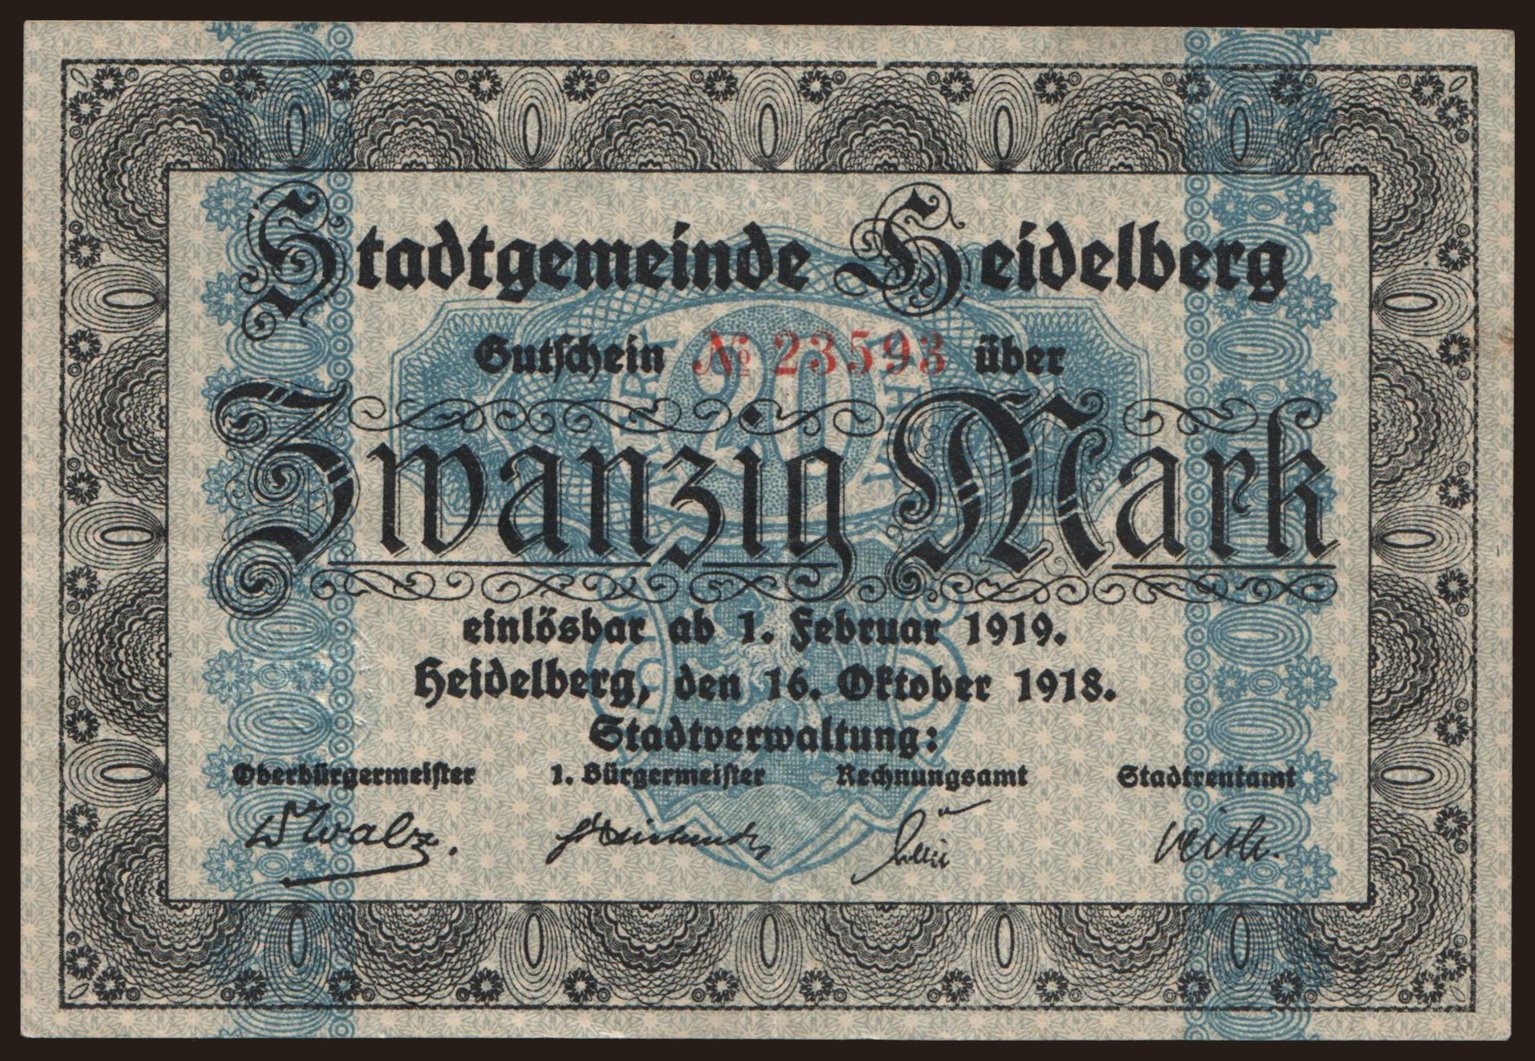 Stadtgemeinde Heidelberg
Gutschein № 23593 über
20
Zwanzig Mark
einlösbar ab 1. Februar 1919.
Heidelberg, den 16. Oktober 1918.
Stadtverwaltung:
Oberbürgermeister 1. Bürgermeister Rechnungsamt Stadtrentamt
Walz.